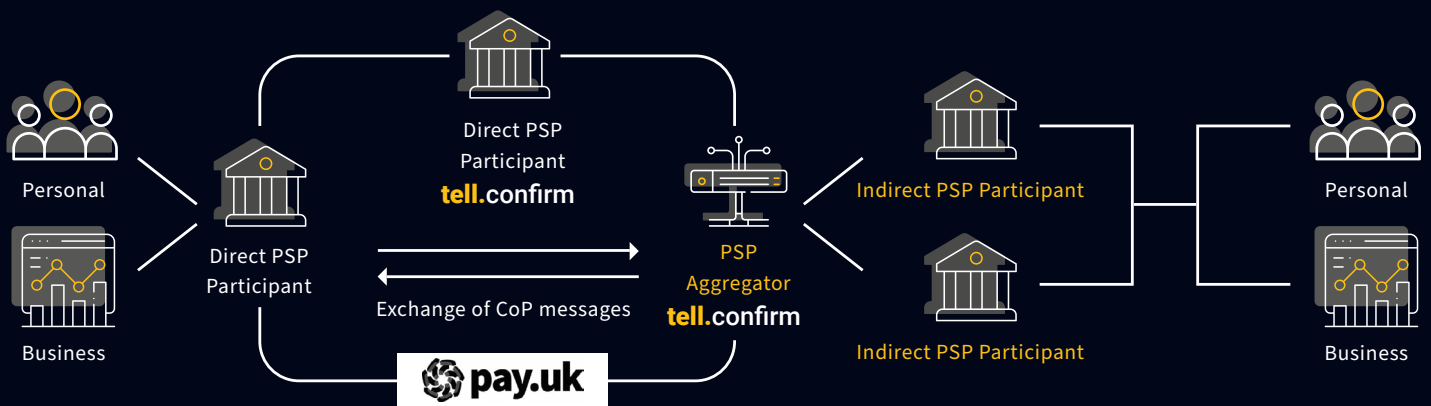 Personal
Business
Direct PSP
Participant
Direct PSP
Participant
tell.confirm
Exchange of CoP messages
pay.uk
PSP
Aggregator
tell.confirm
Indirect PSP Participant
Indirect PSP Participant
Personal
Business